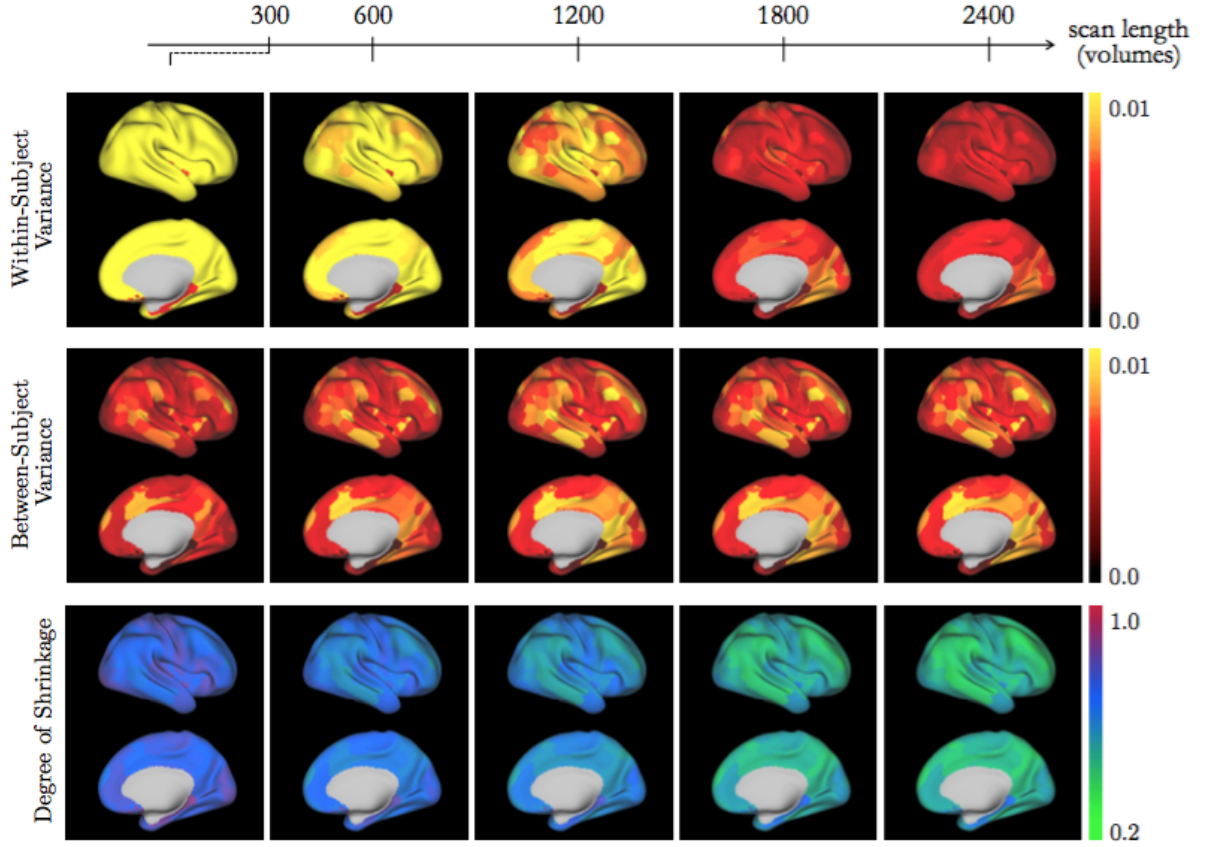 300 600 1200 1800 2400
scan length
(volumes)
Within-Subject
Variance
0.01
0.0
Between-Subject
Variance
0.01
0.0
Degree of Shrinkage
1.0
0.2